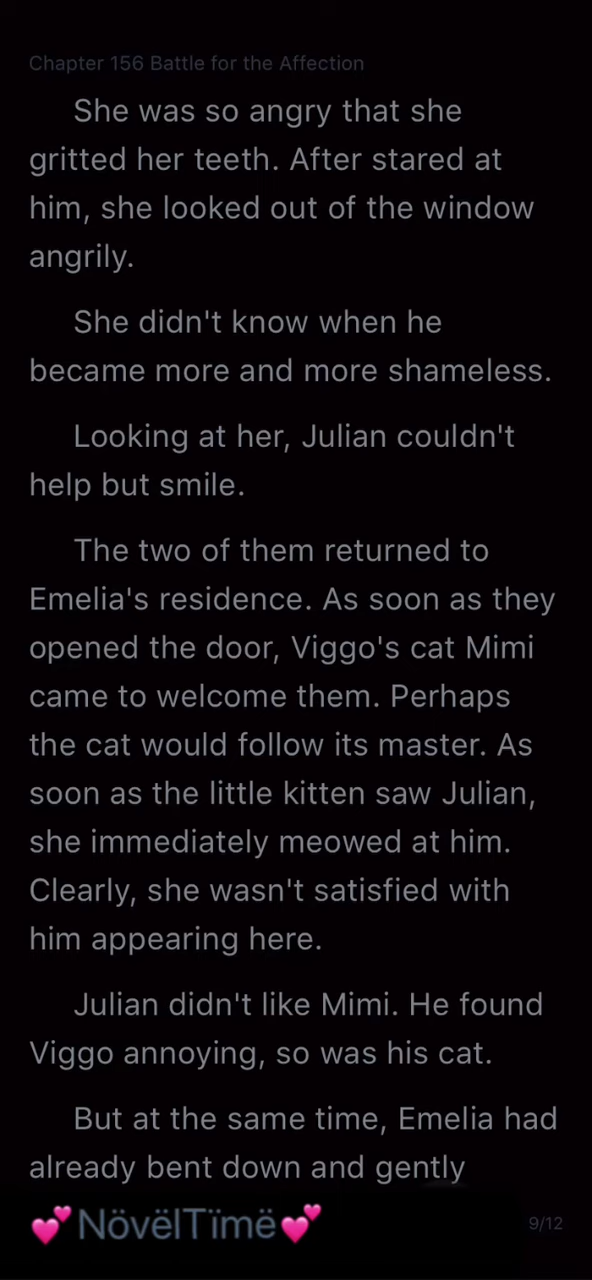 Chapter 156 Battle for the Affection
She was so angry that she
gritted her teeth. After stared at
him, she looked out of the window
angrily.
She didn't know when he
became more and more shameless.
Looking at her, Julian couldn't
help but smile.
The two of them returned to
Emelia's residence. As soon as they
opened the door, Viggo's cat Mimi
came to welcome them. Perhaps
the cat would follow its master. As
soon as the little kitten saw Julian,
she immediately meowed at him.
Clearly, she wasn't satisfied with
him appearing here.
Julian didn't like Mimi. He found
Viggo annoying, so was his cat.
But at the same time, Emelia had
already bent down and gently
💕NövëlTïmë💕
9/12